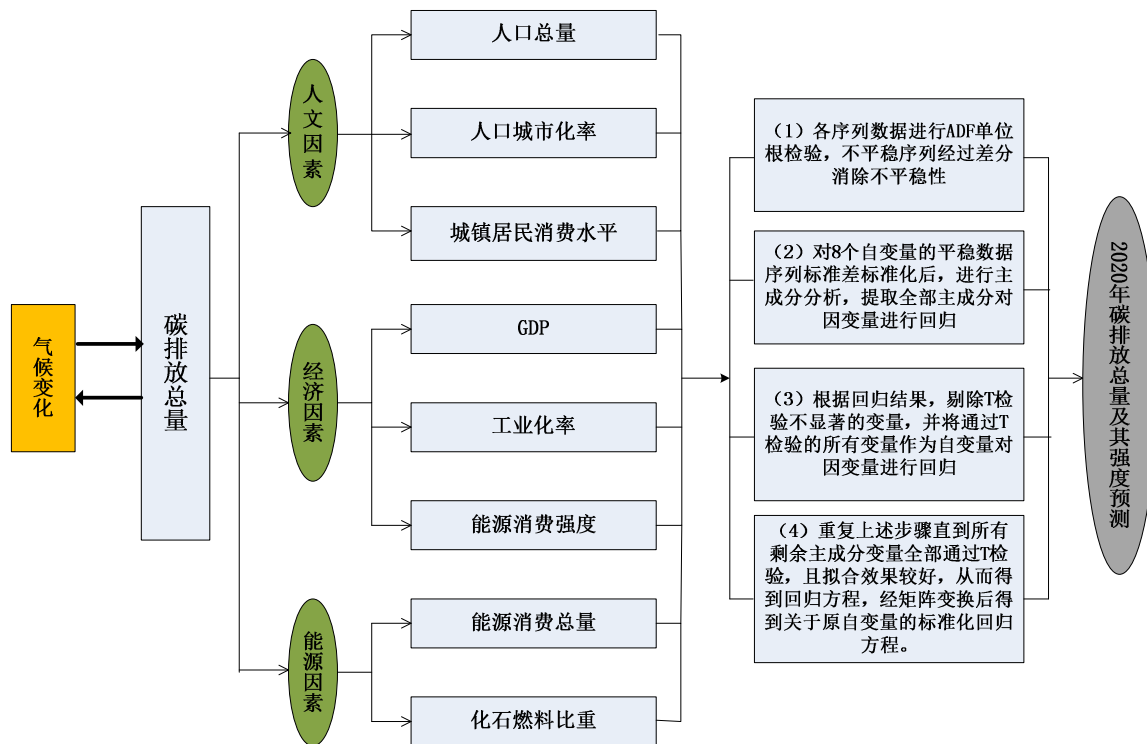 气候变化
碳排放总量
人文因素
经济因素
能源因素
人口总量
人口城市化率
城镇居民消费水平
GDP
工业化率
能源消费强度
能源消费总量
化石燃料比重
（1）各序列数据进行ADF单位
根检验，不平稳序列经过差分
消除不平稳性
（2）对8个自变量的平稳数据
序列标准差标准化后，进行主
成分分析，提取全部主成分对
因变量进行回归
（3）根据回归结果，剔除T检
验不显著的变量，并将通过T
检验的所有变量作为自变量对
因变量进行回归
（4）重复上述步骤直到所有
剩余主成分变量全部通过T检
验，且拟合效果较好，从而得
到回归方程，经矩阵变换后得
到关于原自变量的标准化回归
方程。
2020年碳排放总量及其强度预测